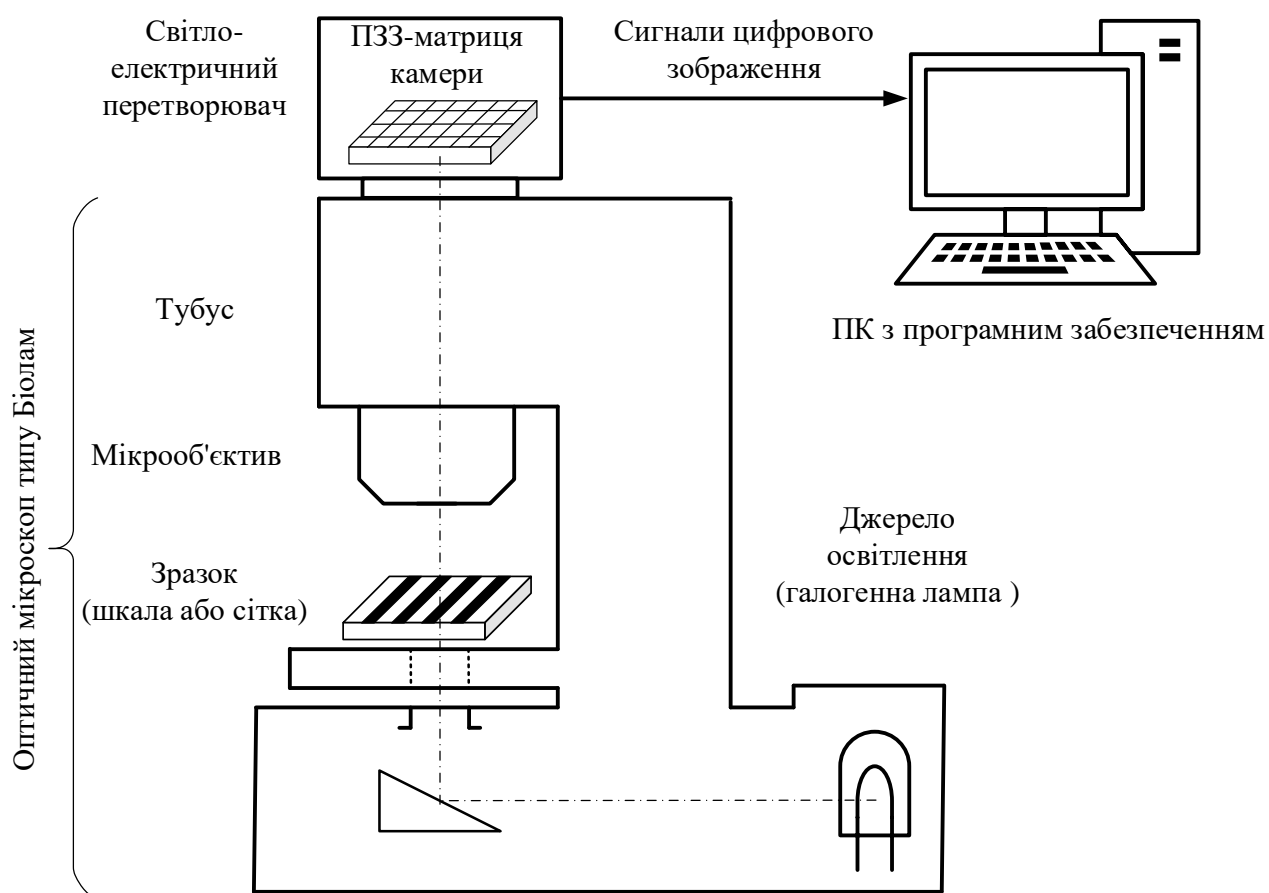 Світло-
електричний
перетворювач
ПЗЗ-матриця
камери
Сигнали цифрового
зображення
ПК з програмним забезпеченням
Оптичний мікроскоп типу Біолам
Тубус
Мікрооб'єктив
Зразок
(шкала або сітка)
Джерело
освітлення
(галогенна лампа )